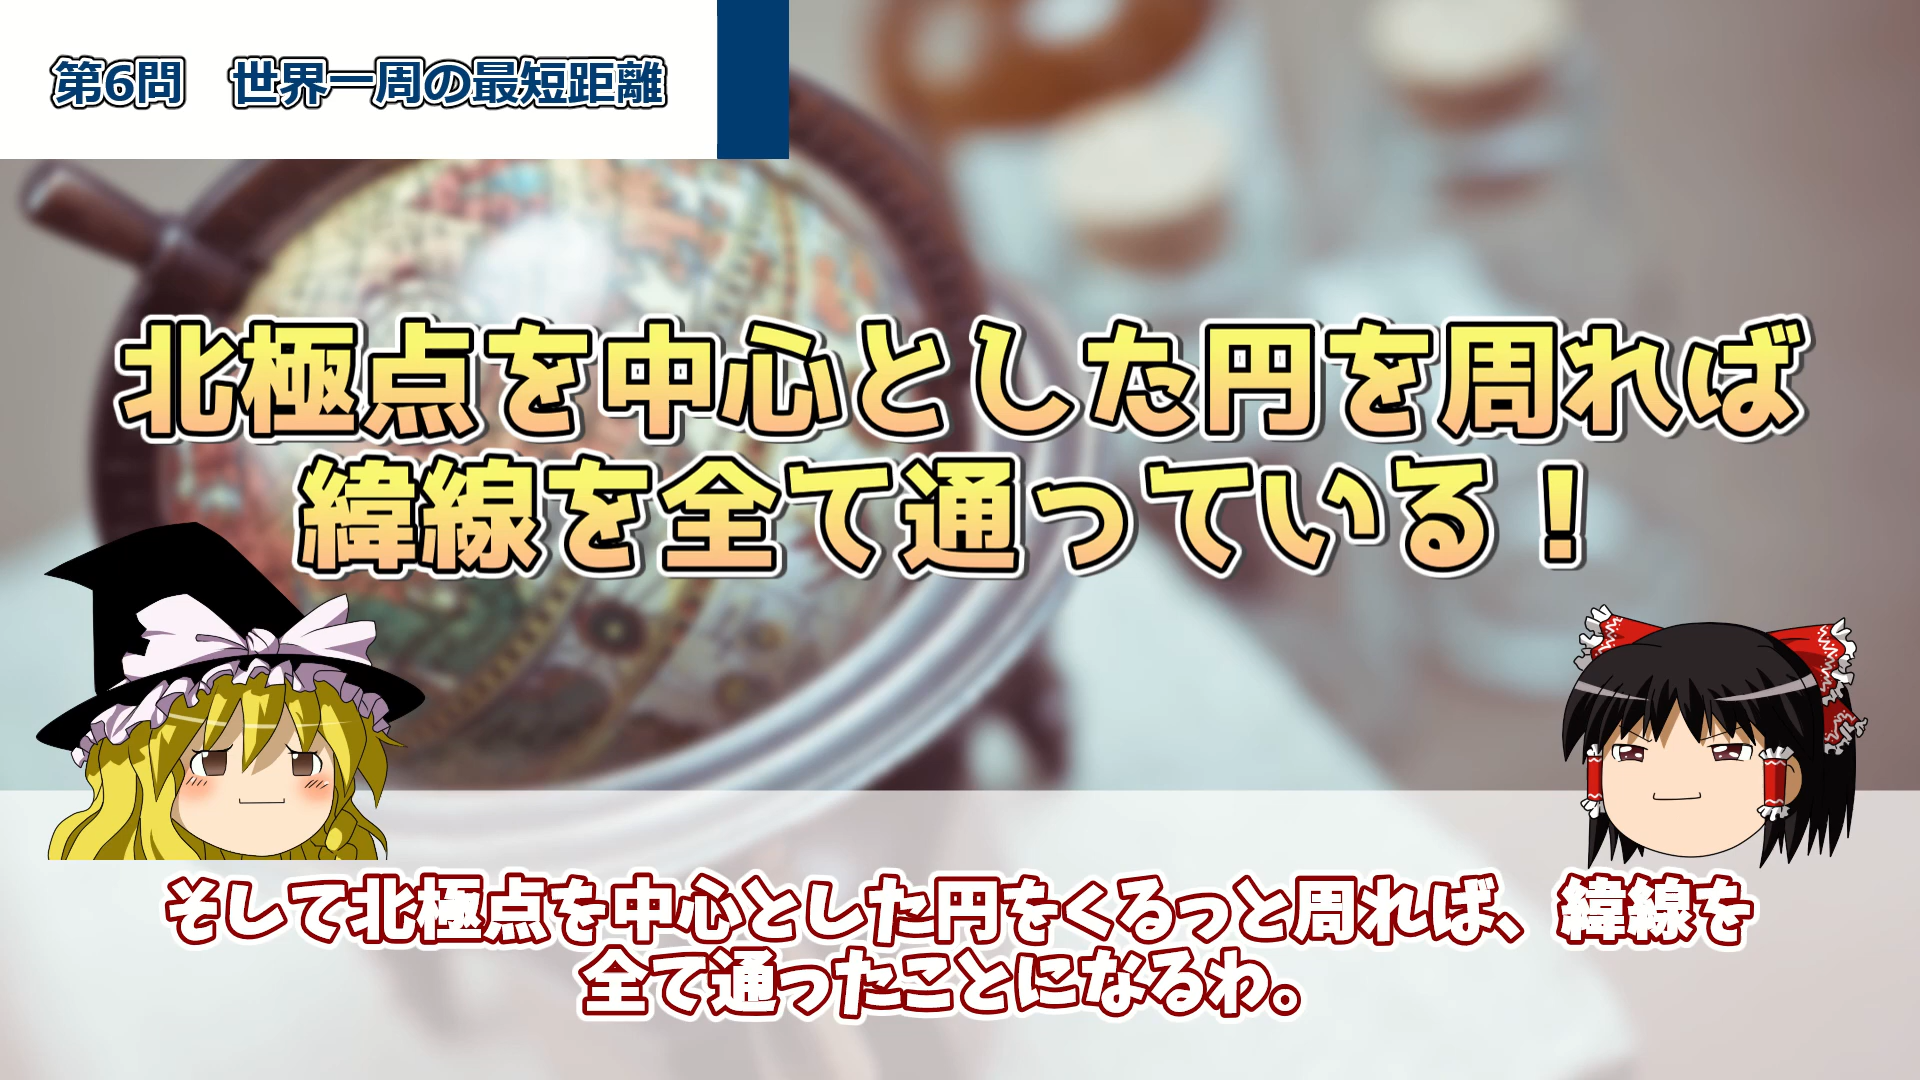 第6問　世界一周の最短距離
北極点を中心とした円を周れば
緯線を全て通っている！
そして北極点を中心とした円をくるっと周れば、緯線を
全て通ったことになるわ。